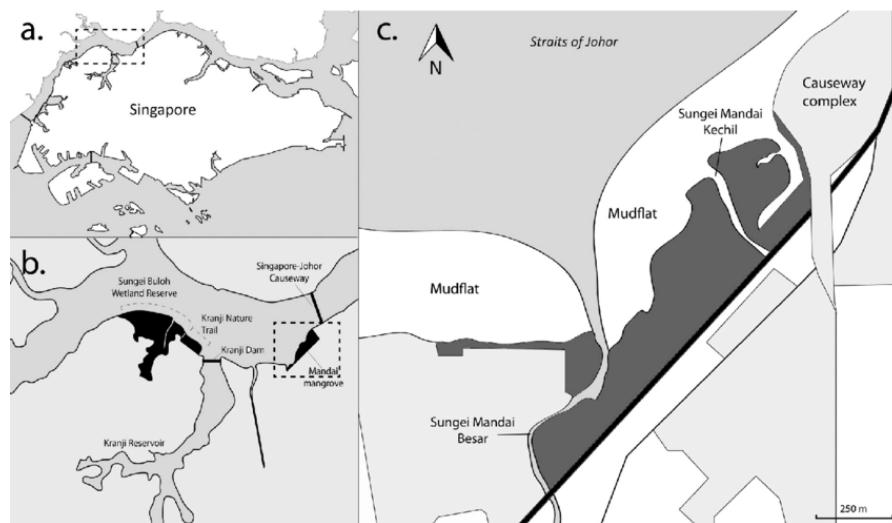 a.
Singapore
b.
Singapore-Johor
Causeway
Sungei Buloh
Wetland Reserve
Kranji Nature
Trail
Kranji Dam
Mandai
mangrove
Kranji Reservoir
c.
N
Straits of Johor
Causeway
complex
Sungei Mandai
Kechil
Mudflat
Mudflat
Sungei Mandai
Besar
250 m